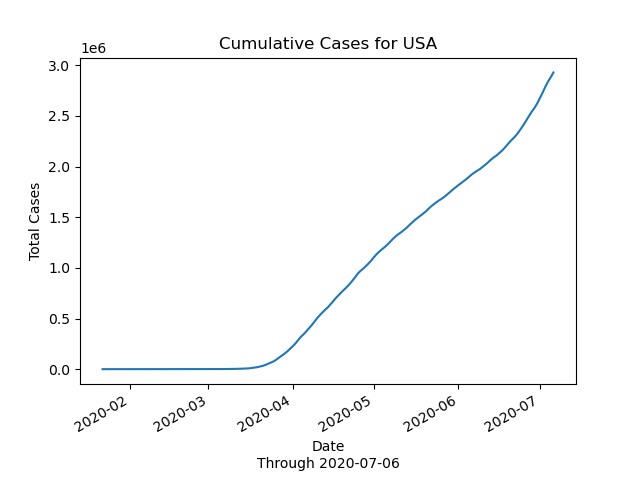 Cumulative Cases for USA
1e6
3.0
2.5
2.0
1.5
1.0
0.5
0.0
Total Cases
2020-02
2020-03
2020-04
2020-05
2020-06
2020-07
Date
Through 2020-07-06